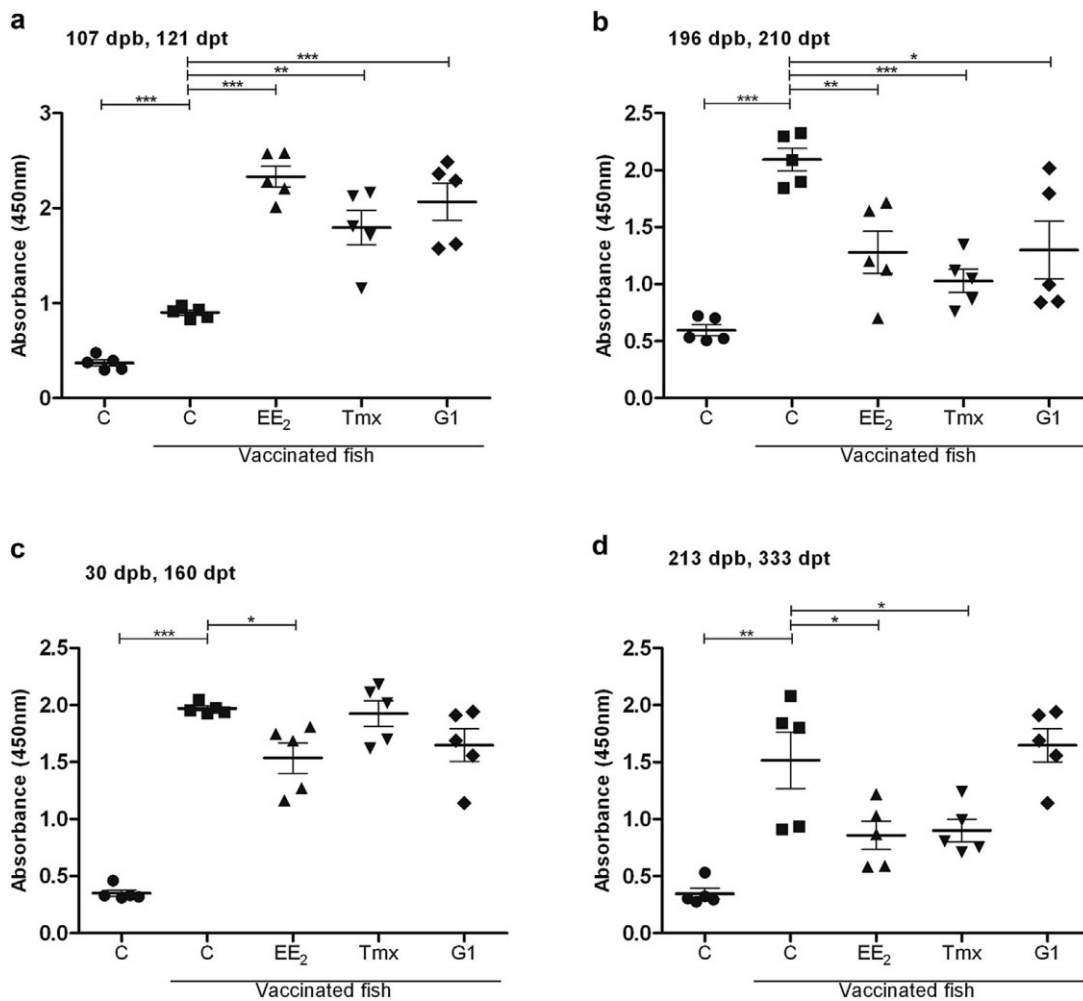 a
107 dpb, 121 dpt
***
**
***
***
Absorbance (450nm)
3
2
1
0
C
C
EE2
Tmx
G1
Vaccinated fish
b
196 dpb, 210 dpt
*
***
**
***
Absorbance (450nm)
2.5
2.0
1.5
1.0
0.5
0.0
C
C
EE2
Tmx
G1
Vaccinated fish
c
30 dpb, 160 dpt
***
*
Absorbance (450nm)
2.5
2.0
1.5
1.0
0.5
0.0
C
C
EE2
Tmx
G1
Vaccinated fish
d
213 dpb, 333 dpt
*
*
**
Absorbance (450nm)
2.5
2.0
1.5
1.0
0.5
0.0
C
C
EE2
Tmx
G1
Vaccinated fish